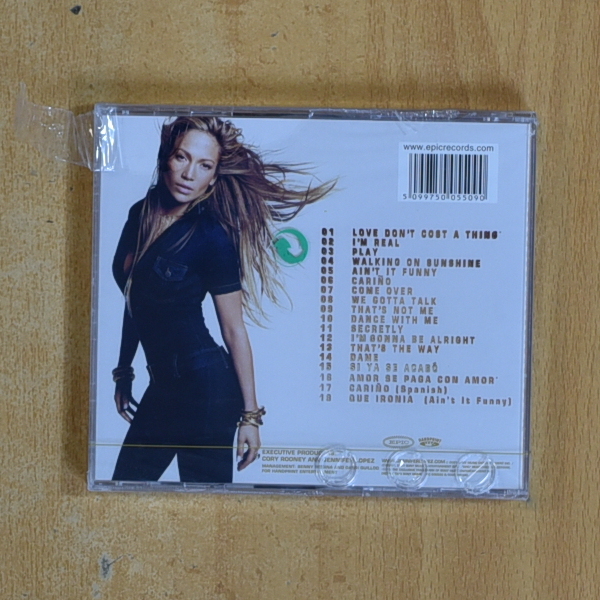 www.epicrecords.com
5 099750 055090
01 LOVE DON'T COST A THING*
02 I'M REAL
03 PLAY
04 WALKING ON SUNSHINE
05 AIN'T IT FUNNY
06 CARIÑO
07 COME OVER
08 WE GOTTA TALK
09 THAT'S NOT ME
10 DANCE WITH ME
11 SECRETLY
12 I'M GONNA BE ALRIGHT
13 THAT'S THE WAY
14 DAME
15 SI YA SE ACABÓ
16 AMOR SE PAGA CON AMOR*
17 CARIÑO (Spanish)
18 QUE IRONIA (Ain't it Funny)
EXECUTIVE
CORY ROONEY AND JENNIFER LOPEZ
MANAGEMENT: BENNY MEDINA